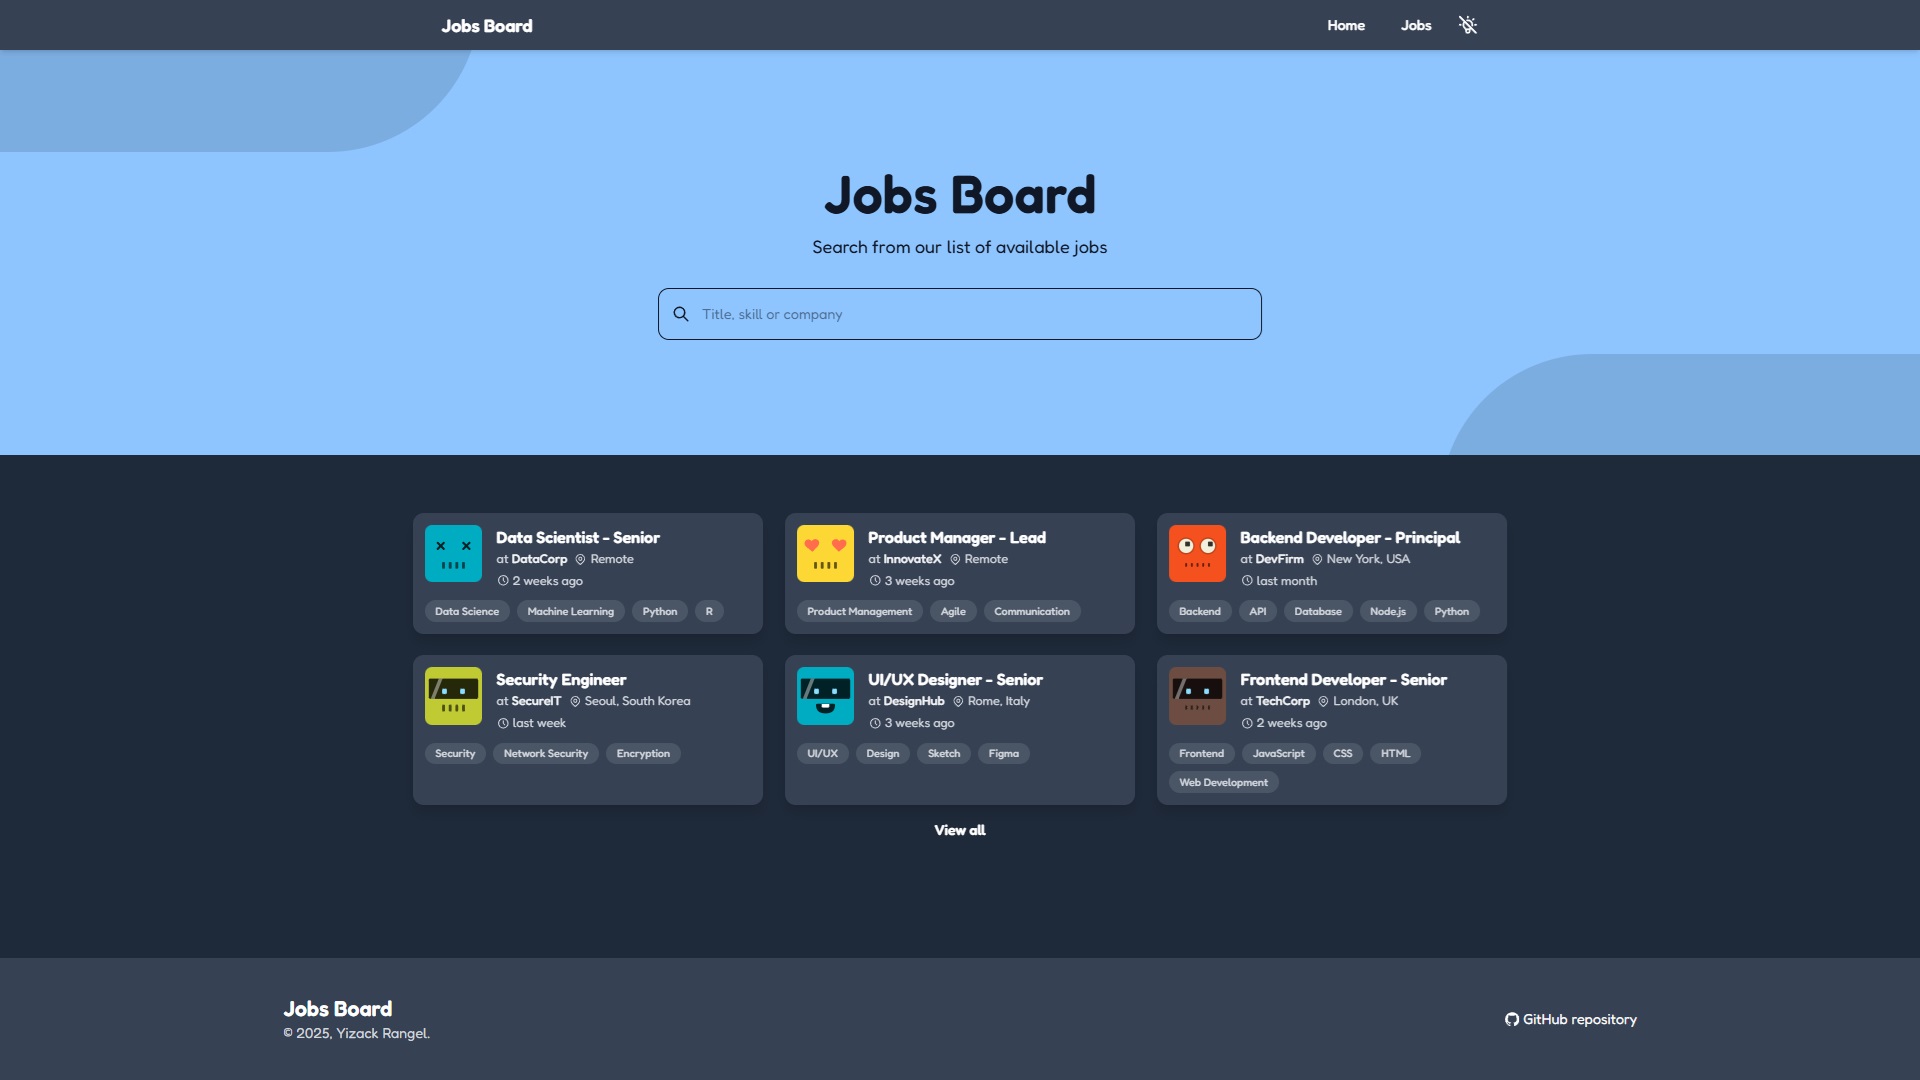 Jobs Board
Home
Jobs
Jobs Board
Search from our list of available jobs
Title, skill or company
Data Scientist - Senior
at DataCorp Remote
2 weeks ago
Data Science Machine Learning Python R
Product Manager - Lead
at InnovateX Remote
3 weeks ago
Product Management Agile Communication
Backend Developer - Principal
at DevFirm New York, USA
last month
Backend API Database Node.js Python
Security Engineer
at SecureIT Seoul, South Korea
last week
Security Network Security Encryption
UI/UX Designer - Senior
at DesignHub Rome, Italy
3 weeks ago
UI/UX Design Sketch Figma
Frontend Developer - Senior
at TechCorp London, UK
2 weeks ago
Frontend JavaScript CSS HTML
Web Development
View all
Jobs Board
© 2025, Yizack Rangel.
GitHub repository